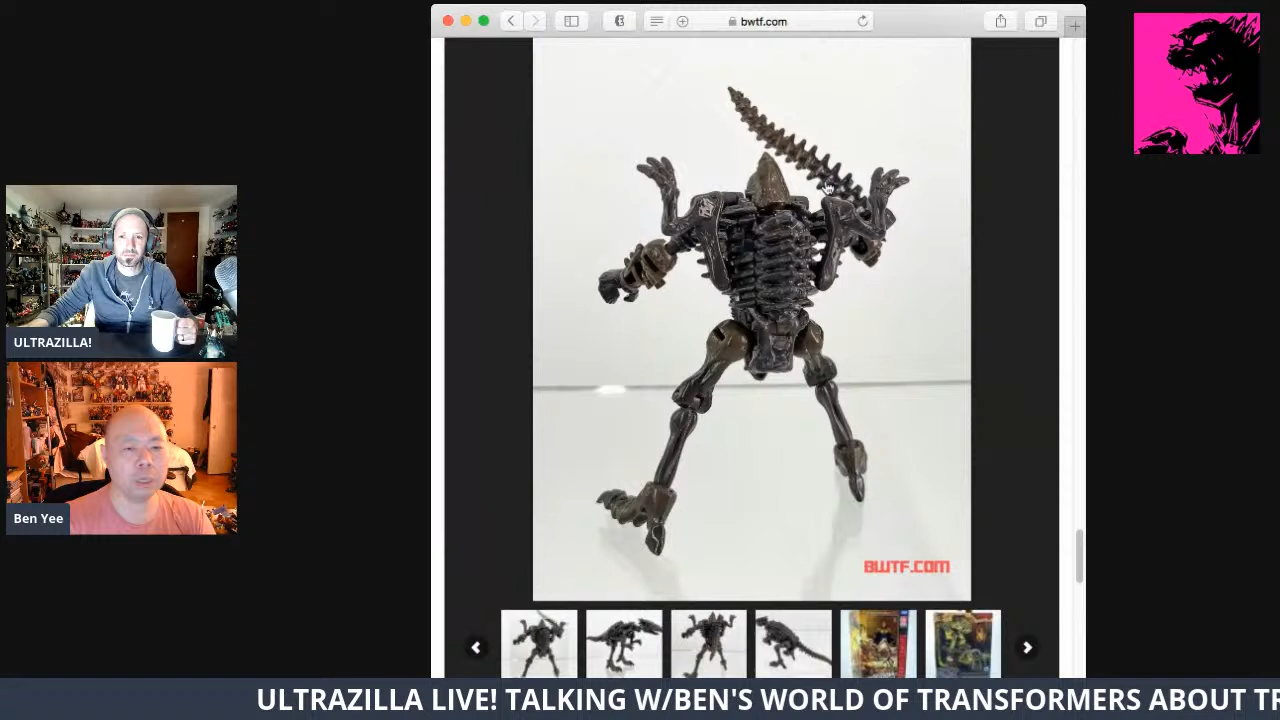 bwtf.com
ULTRAZILLA!
Ben Yee
BWTF.COM
ULTRAZILLA LIVE! TALKING W/BEN'S WORLD OF TRANSFORMERS ABOUT TR